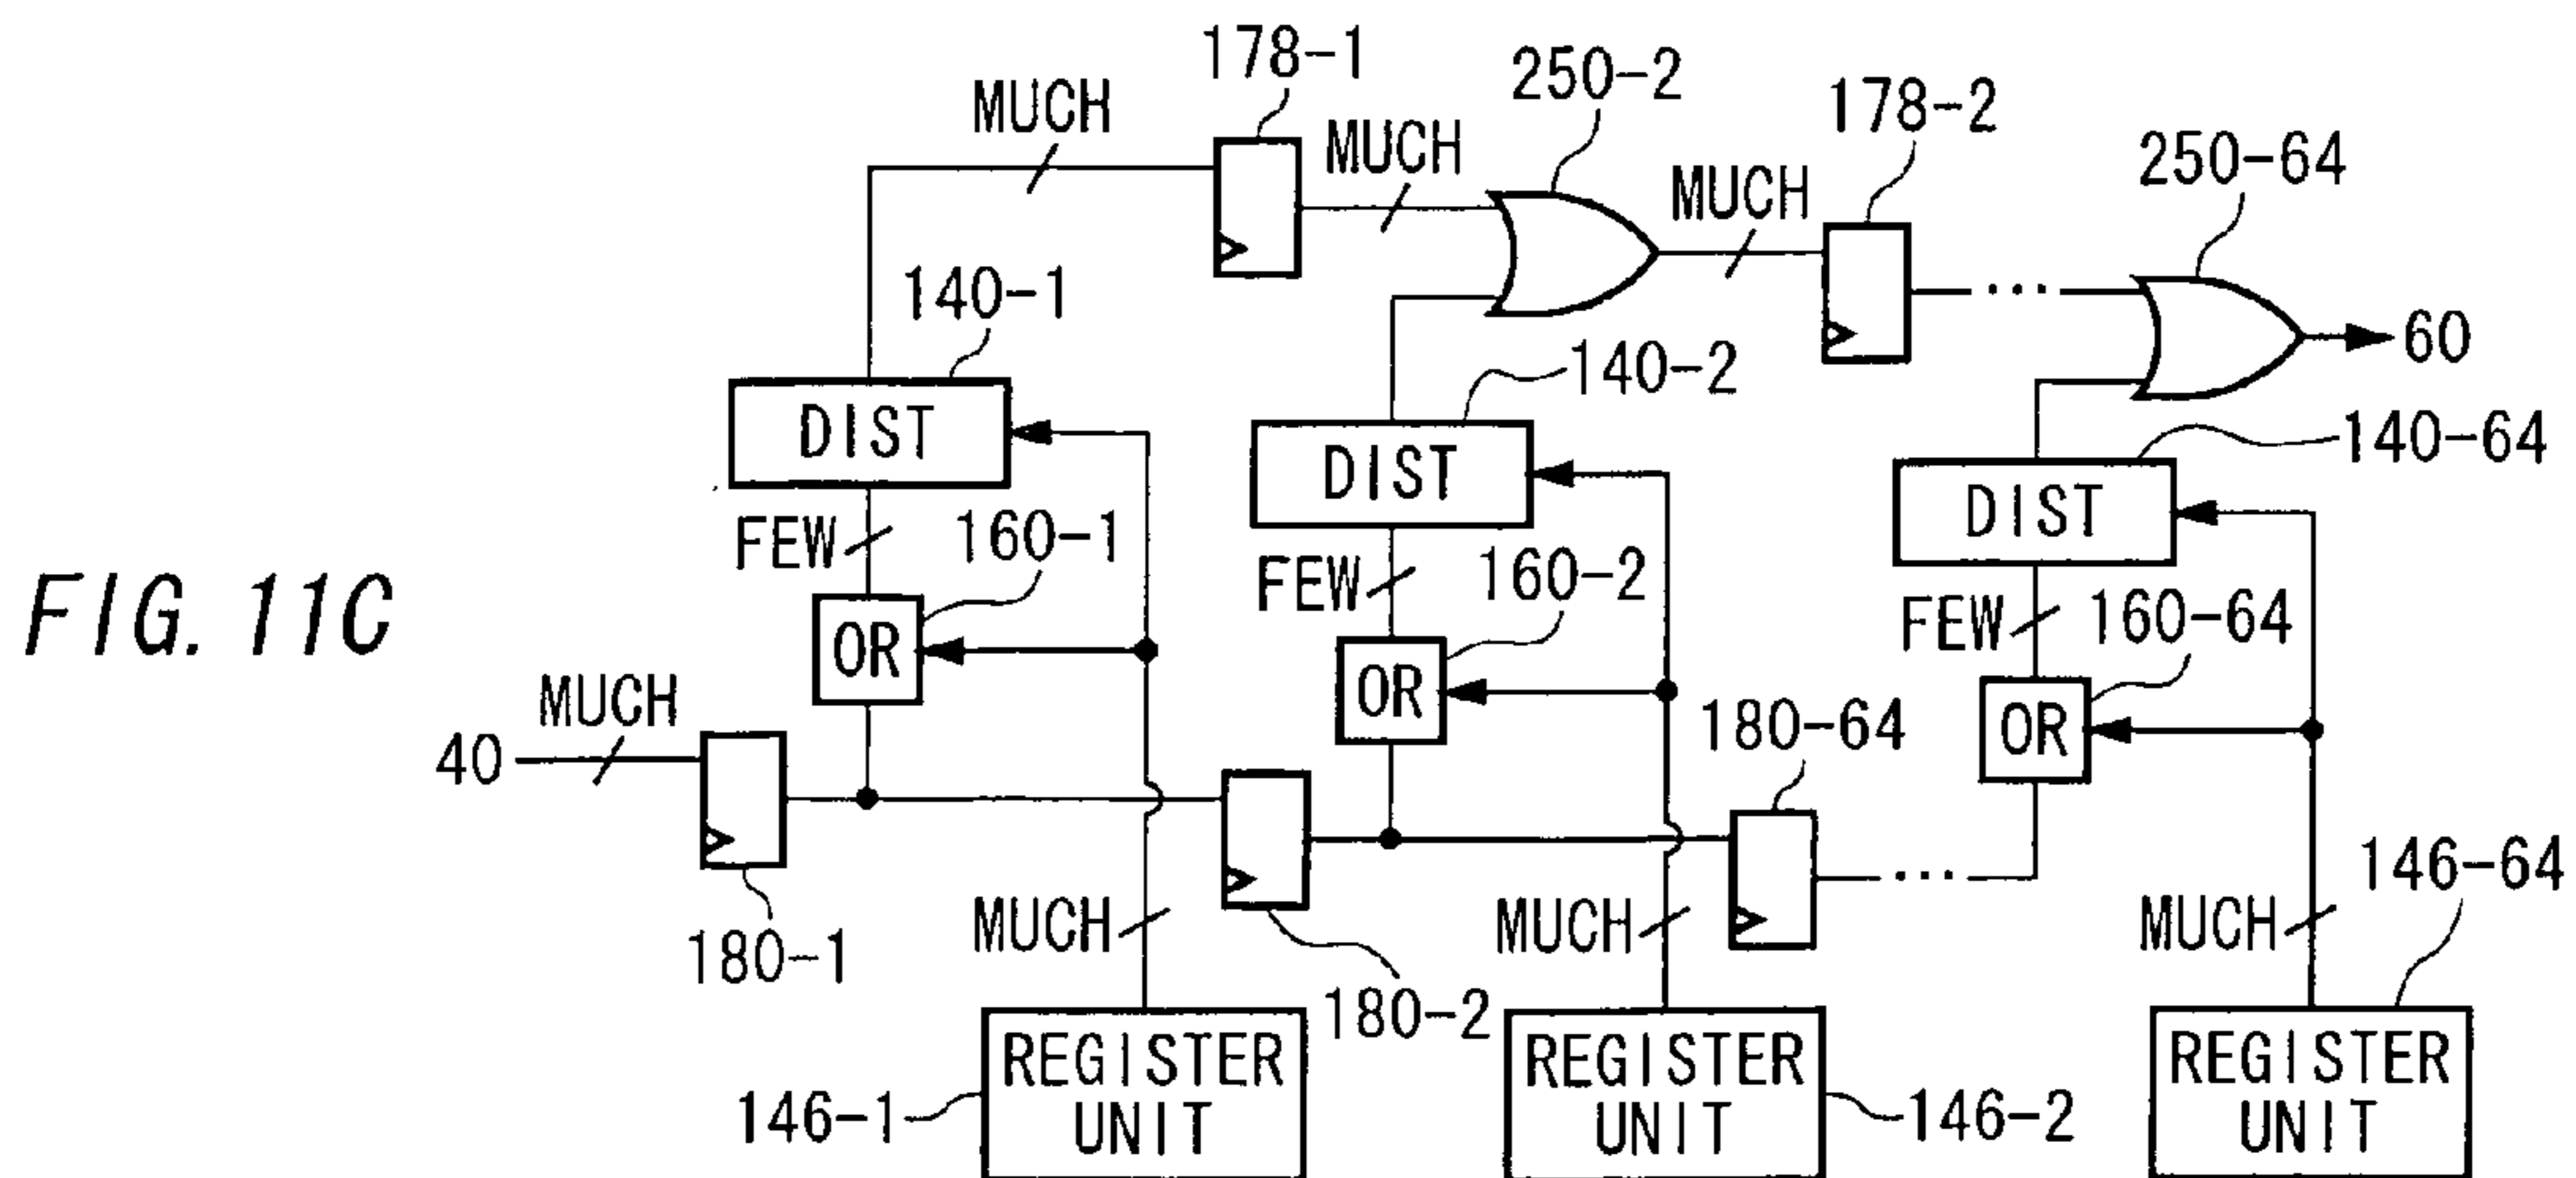 178-1
250-2
MUCH
178-2
MUCH
250-64
MUCH
140-1
60
140-2
DIST
140-64
DIST
DIST
FEW
160-1
FEW
160-2
FIG. 11C
FEW
160-64
OR
MUCH
OR
180-64
OR
40
146-64
MUCH
MUCH
MUCH
180-1
180-2
REGISTER
UNIT
REGISTER
UNIT
REGISTER
UNIT
146-1
146-2
...
...